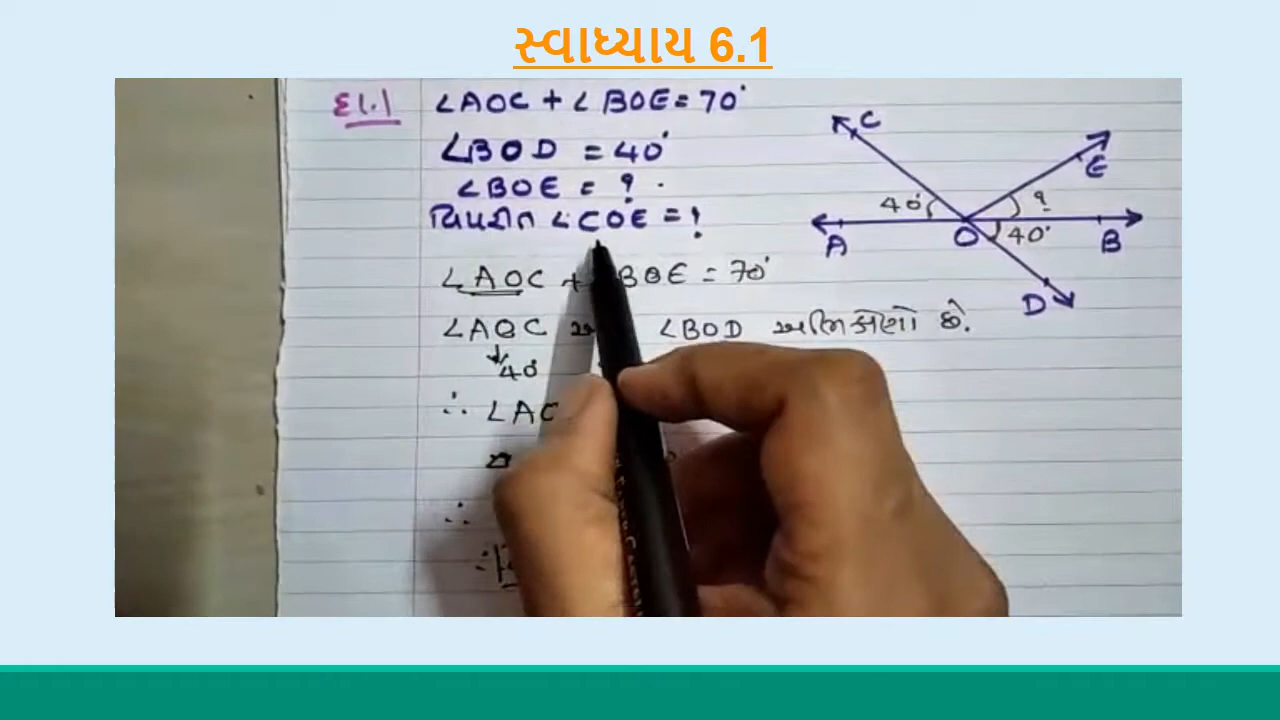 સ્વાધ્યાય 6.1
દા.1
∠AOC + ∠BOE = 70°
∠BOD = 40°
∠BOE = ?
વિપરીત ∠COE = ?
∠AOC + BOE = 70°
∠AOC ∠BOD અભિકોણો છે.
40°
∴ ∠AC
∴
∴
C
E
40°
?
A
O
40°
B
D